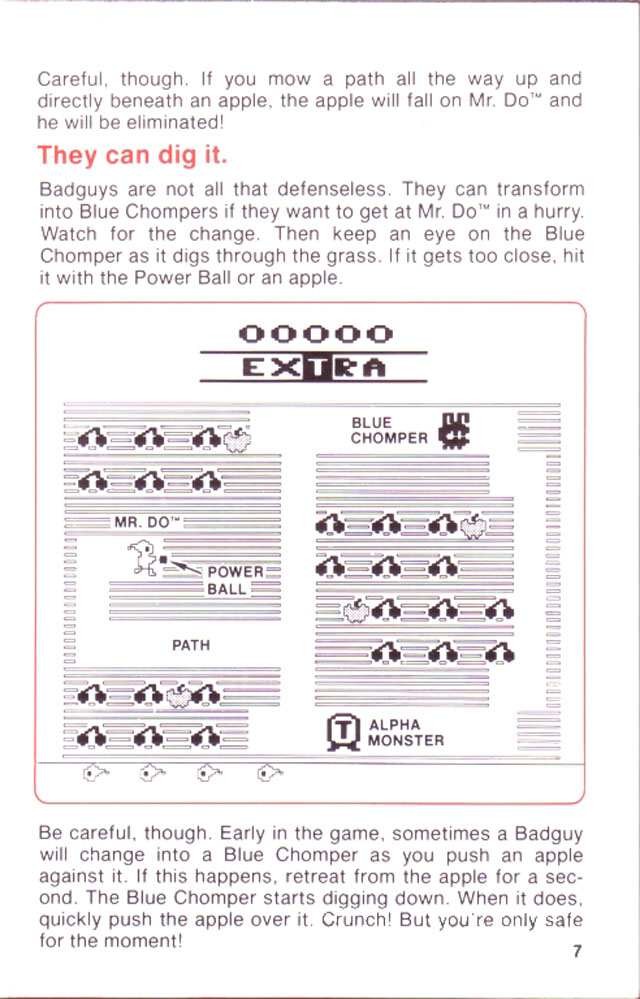 Careful, though. If you mow a path all the way up and
directly beneath an apple, the apple will fall on Mr. Do™ and
he will be eliminated!
They can dig it.
Badguys are not all that defenseless. They can transform
into Blue Chompers if they want to get at Mr. Do™ in a hurry.
Watch for the change. Then keep an eye on the Blue
Chomper as it digs through the grass. If it gets too close, hit
it with the Power Ball or an apple.
00000
EXTRA
BLUE
CHOMPER
MR. DO™
POWER
BALL
PATH
T
ALPHA
MONSTER
Be careful, though. Early in the game, sometimes a Badguy
will change into a Blue Chomper as you push an apple
against it. If this happens, retreat from the apple for a sec-
ond. The Blue Chomper starts digging down. When it does,
quickly push the apple over it. Crunch! But you're only safe
for the moment!
7